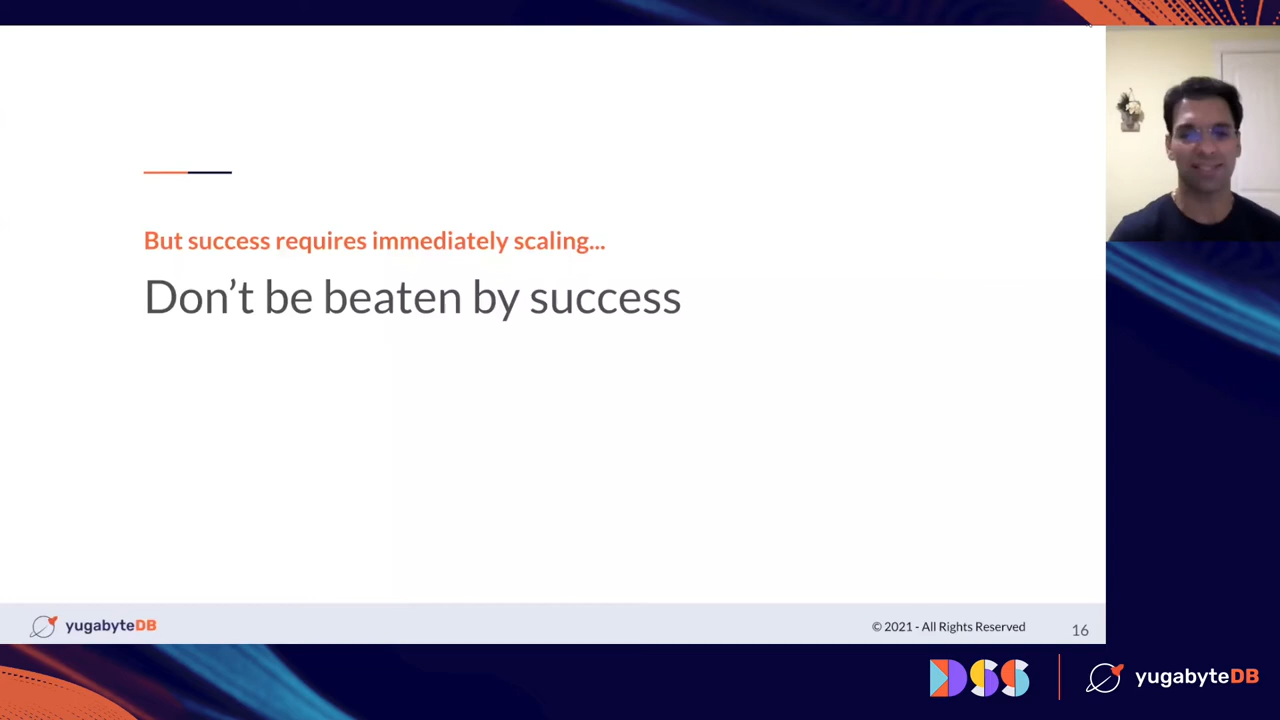 But success requires immediately scaling...
Don't be beaten by success
yugabyteDB
© 2021 - All Rights Reserved
16
DSS
yugabyteDB